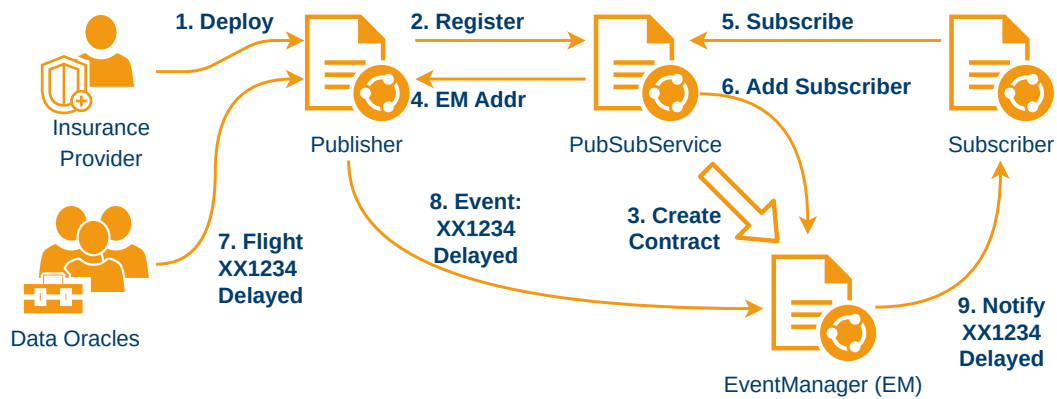 1. Deploy
2. Register
5. Subscribe
4. EM Addr
6. Add Subscriber
Insurance
Provider
Publisher
PubSubService
Subscriber
7. Flight
XX1234
Delayed
8. Event:
XX1234
Delayed
3. Create
Contract
Data Oracles
9. Notify
XX1234
Delayed
EventManager (EM)